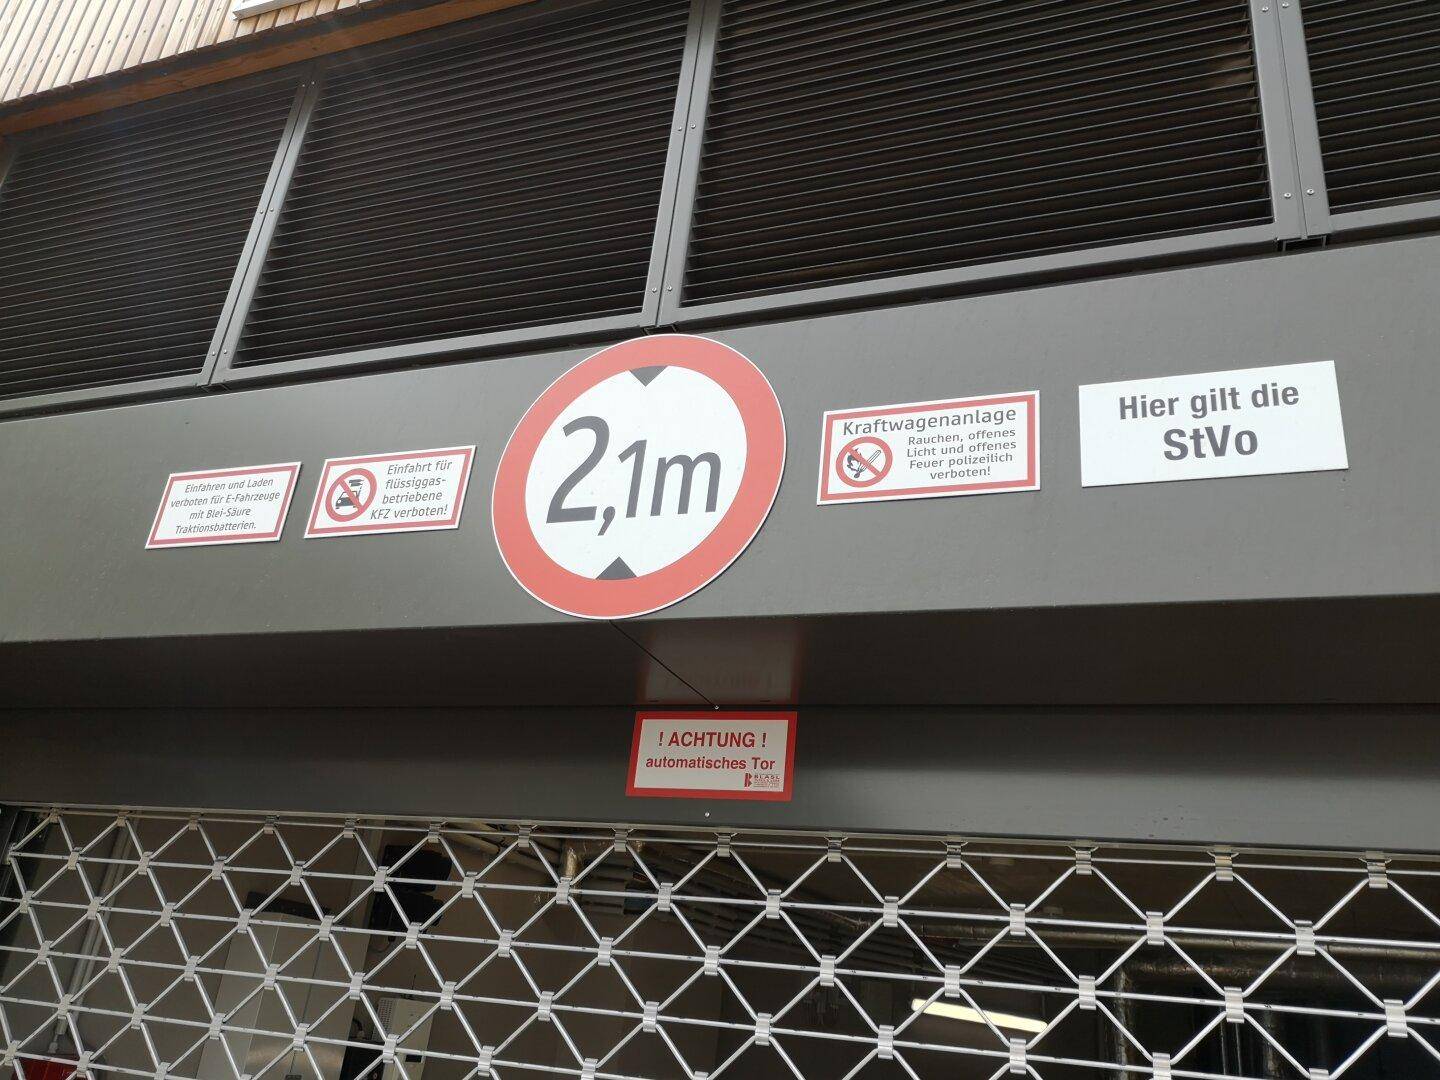 Einfahren und Laden
verboten für E-Fahrzeuge
mit Blei-Säure
Traktionsbatterien.
Einfahrt für
flüssiggas-
betriebene
KFZ verboten!
2,1m
Kraftwagenanlage
Rauchen, offenes
Licht und offenes
Feuer polizeilich
verboten!
Hier gilt die
StVo
! ACHTUNG !
automatisches Tor
BLASL